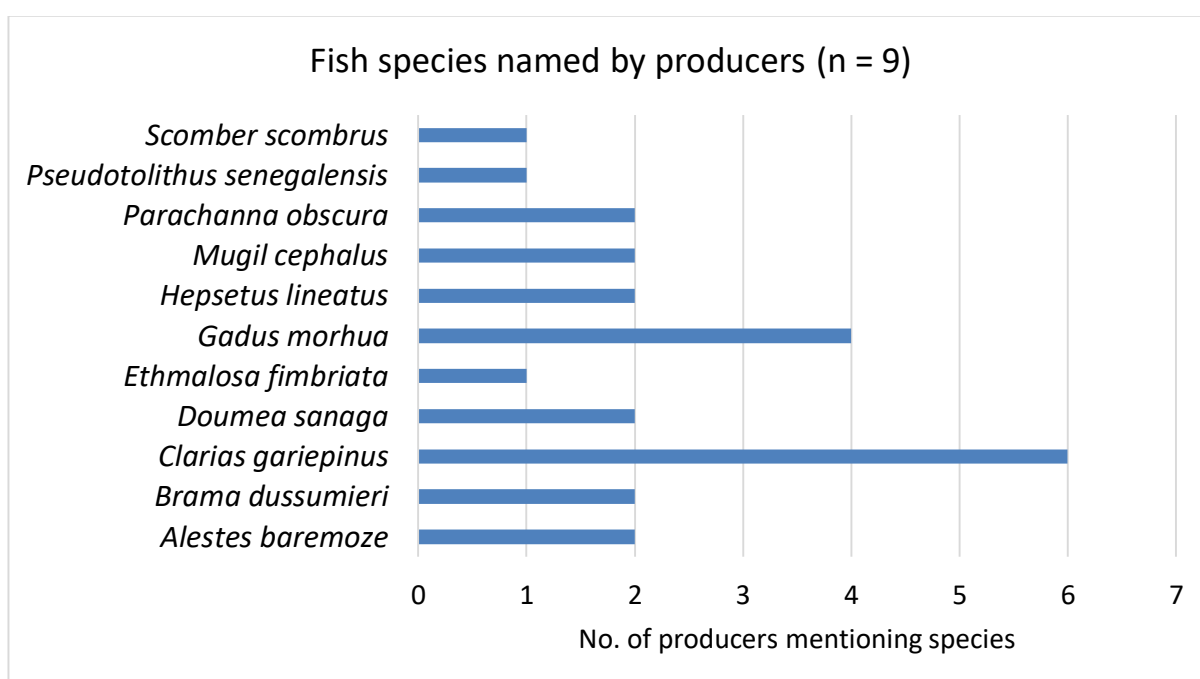 Fish species named by producers (n = 9)
Scomber scombrus
Pseudotolithus senegalensis
Parachanna obscura
Mugil cephalus
Hepsetus lineatus
Gadus morhua
Ethmalosa fimbriata
Doumea sanaga
Clarias gariepinus
Brama dussumieri
Alestes baremoze
0 1 2 3 4 5 6 7
No. of producers mentioning species